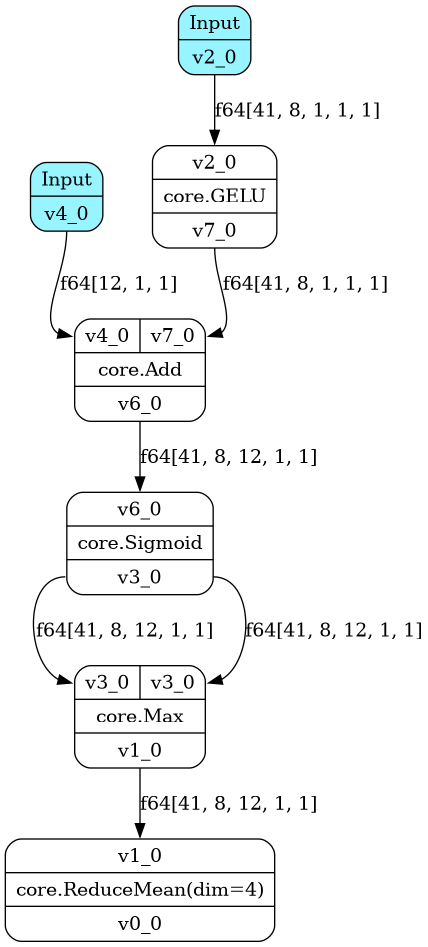 Input
v2_0
f64[41, 8, 1, 1, 1]
v2_0
core.GELU
v7_0
Input
v4_0
f64[12, 1, 1]
f64[41, 8, 1, 1, 1]
v4_0 v7_0
core.Add
v6_0
f64[41, 8, 12, 1, 1]
v6_0
core.Sigmoid
v3_0
f64[41, 8, 12, 1, 1]
f64[41, 8, 12, 1, 1]
v3_0 v3_0
core.Max
v1_0
f64[41, 8, 12, 1, 1]
v1_0
core.ReduceMean(dim=4)
v0_0